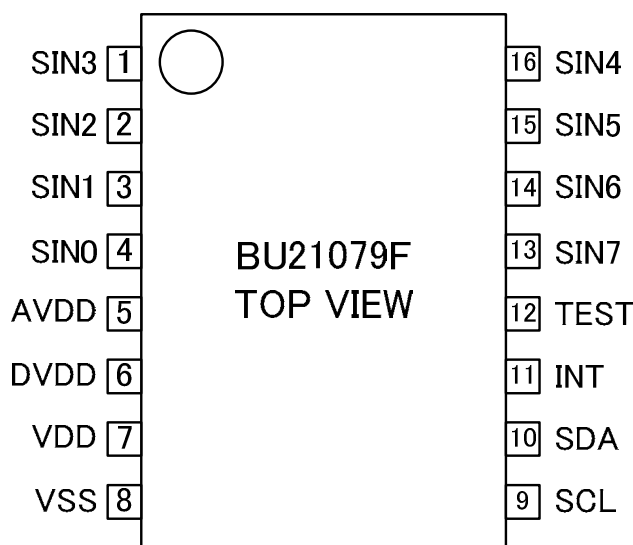 SIN3 1 16 SIN4
SIN2 2 15 SIN5
SIN1 3 14 SIN6
SIN0 4 13 SIN7
BU21079F
AVDD 5 12 TEST
TOP VIEW
DVDD 6 11 INT
VDD 7 10 SDA
VSS 8 9 SCL